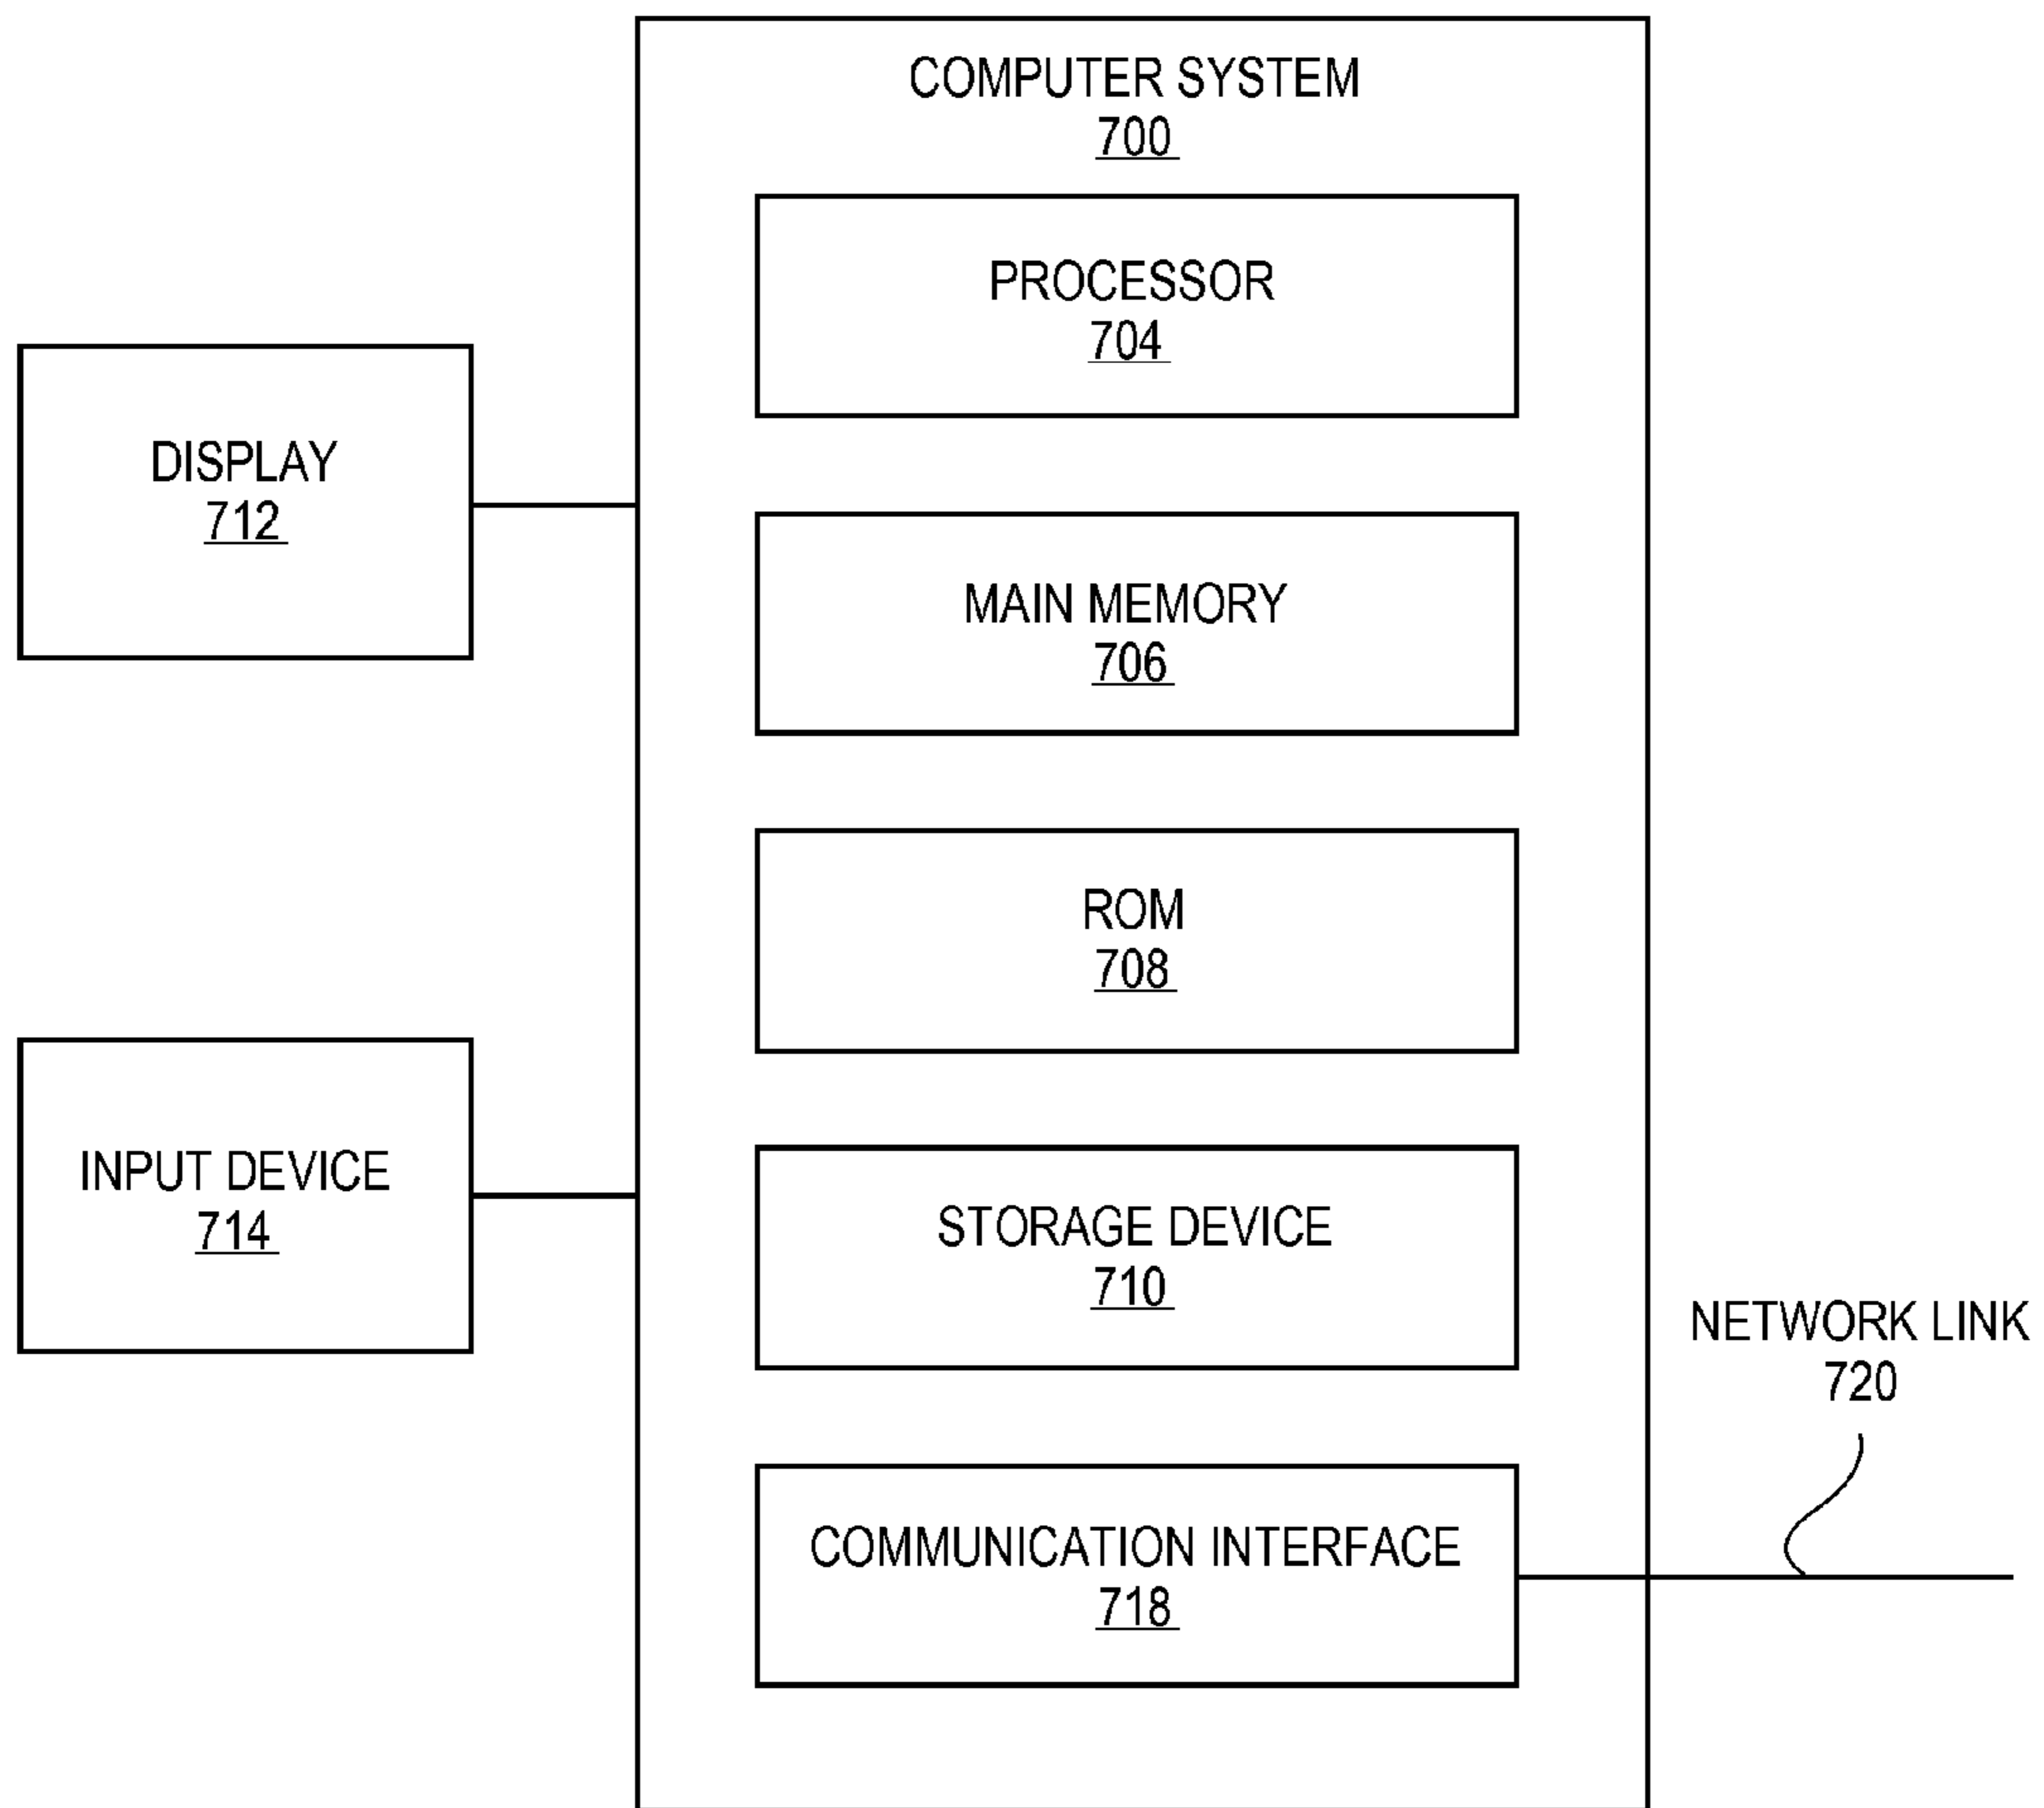 COMPUTER SYSTEM
700
PROCESSOR
704
DISPLAY
712
MAIN MEMORY
706
ROM
708
INPUT DEVICE
714
STORAGE DEVICE
710
NETWORK LINK
720
COMMUNICATION INTERFACE
718